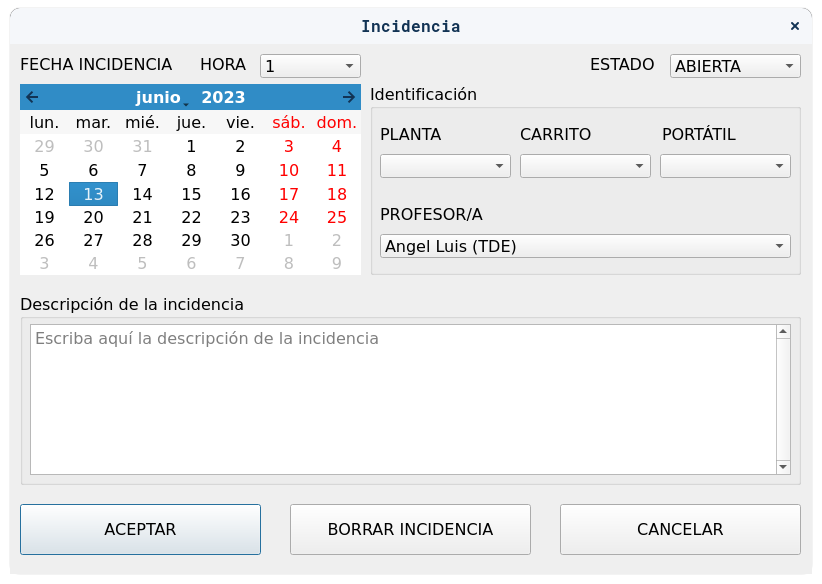 Incidencia ×
FECHA INCIDENCIA HORA 1 ESTADO ABIERTA
junio 2023
lun. mar. mié. jue. vie. sáb. dom.
29 30 31 1 2 3 4
5 6 7 8 9 10 11
12 13 14 15 16 17 18
19 20 21 22 23 24 25
26 27 28 29 30 1 2
3 4 5 6 7 8 9
Identificación
PLANTA CARRITO PORTÁTIL
PROFESOR/A
Angel Luis (TDE)
Descripción de la incidencia
Escriba aquí la descripción de la incidencia
ACEPTAR BORRAR INCIDENCIA CANCELAR